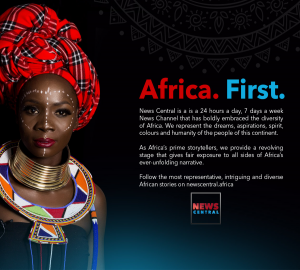 Africa. First.
News Central is a is a 24 hours a day, 7 days a week
News Channel that has boldly embraced the diversity
of Africa. We represent the dreams, aspirations, spirit,
colours and humanity of the people of this continent.
As Africa's prime storytellers, we provide a revolving
stage that gives fair exposure to all sides of Africa's
ever-unfolding narrative.
Follow the most representative, intriguing and diverse
African stories on newscentral.africa
NEWS
CENTRAL